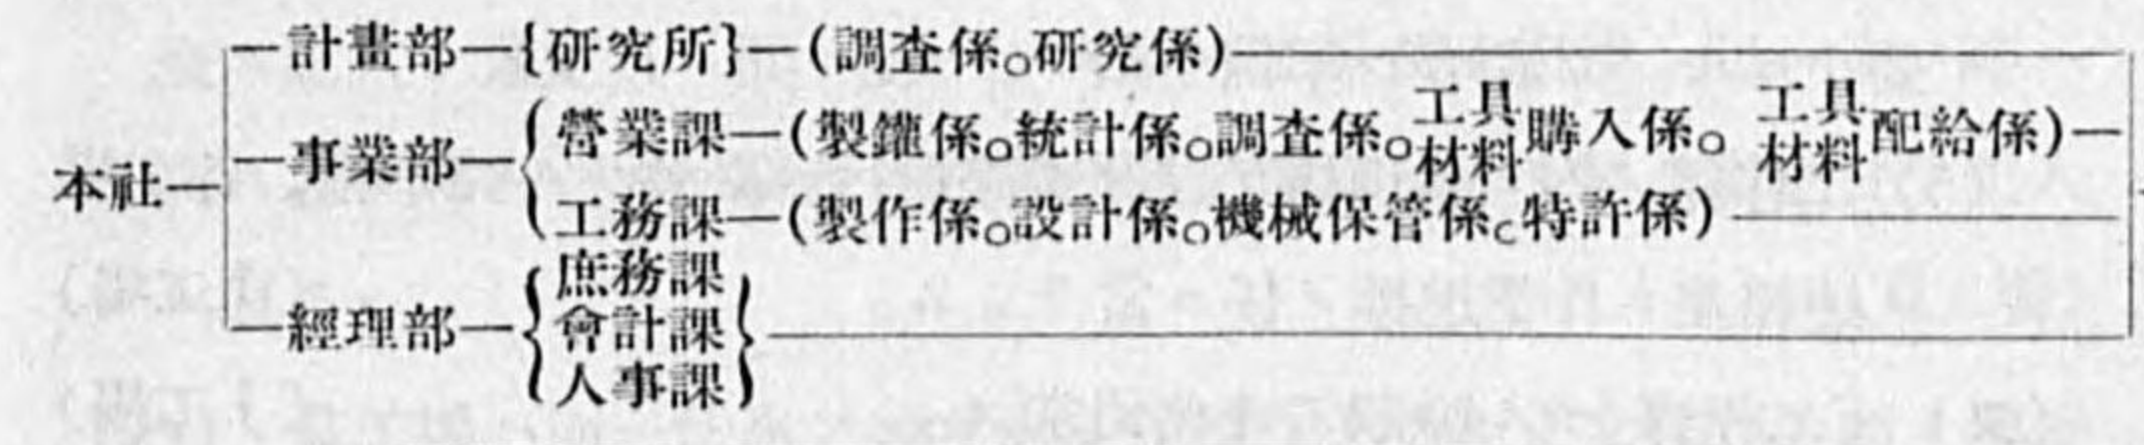 計畫部—{研究所}—(調査係。研究係)
營業課—(製鑵係。統計係。調査係。工具材料購入係。工具材料配給係)
本社—事業部
工務課—(製作係。設計係。機械保管係。特許係)
庶務課
經理部—會計課
人事課